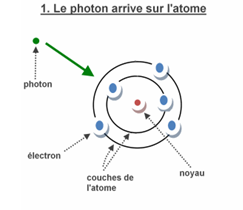 1. Le photon arrive sur l'atome
photon
électron
couches de
l'atome
noyau